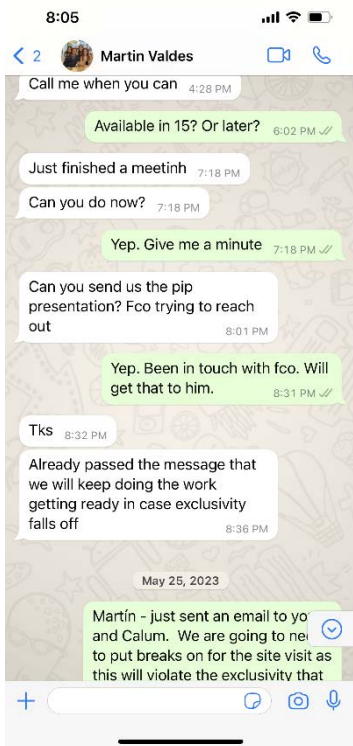 8:05
2
Martin Valdes
Call me when you can 4:28 PM
Available in 15? Or later? 6:02 PM
Just finished a meetinh 7:18 PM
Can you do now? 7:18 PM
Yep. Give me a minute 7:18 PM
Can you send us the pip
presentation? Fco trying to reach
out 8:01 PM
Yep. Been in touch with fco. Will
get that to him. 8:31 PM
Tks 8:32 PM
Already passed the message that
we will keep doing the work
getting ready in case exclusivity
falls off 8:36 PM
May 25, 2023
Martín - just sent an email to
and Calum. We are going to
to put breaks on for the site visit as
this will violate the exclusivity that